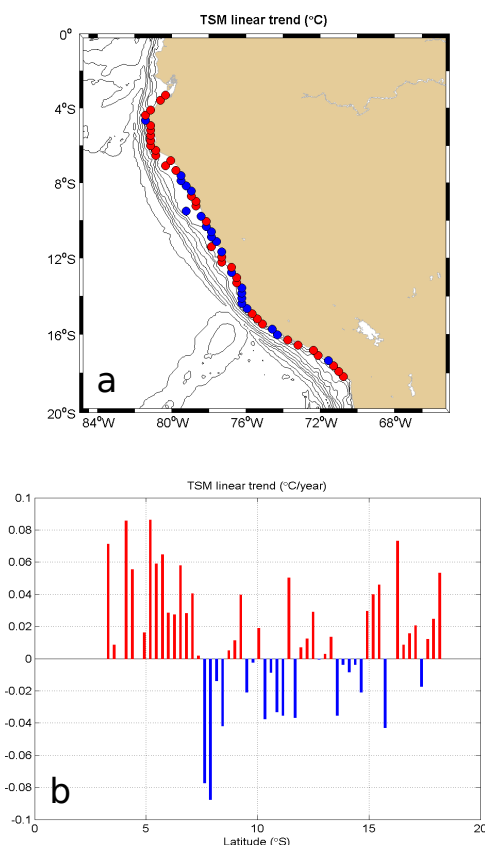 TSM linear trend (°C)
0°
4°S
8°S
12°S
16°S
20°S
84°W 80°W 76°W 72°W 68°W
a
TSM linear trend (°C/year)
0.1
0.08
0.06
0.04
0.02
0
-0.02
-0.04
-0.06
-0.08
-0.1
b
0 5 10 15 20
Latitude (°S)